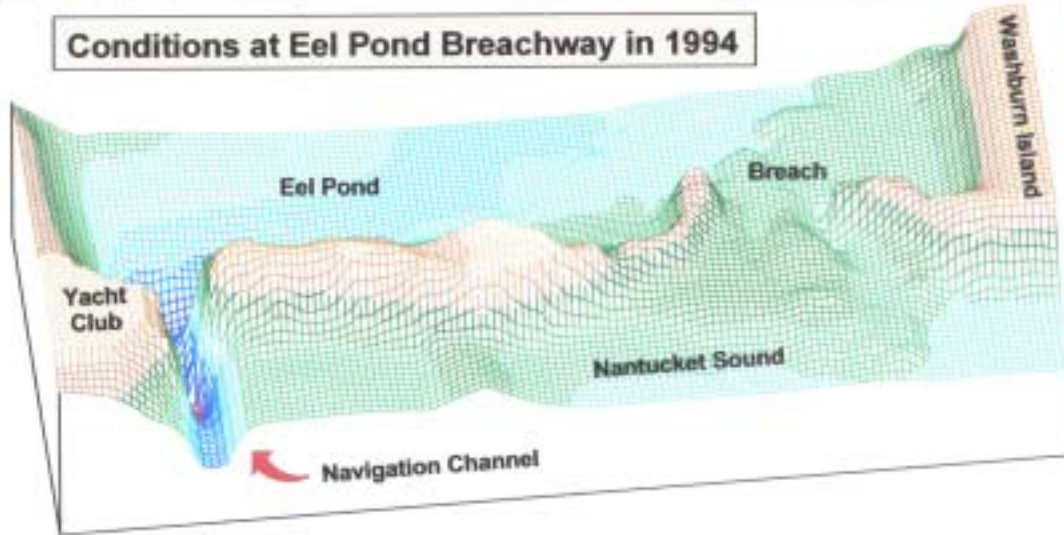 Conditions at Eel Pond Breachway in 1994
Washburn Island
Eel Pond
Breach
Yacht
Club
Nantucket Sound
Navigation Channel